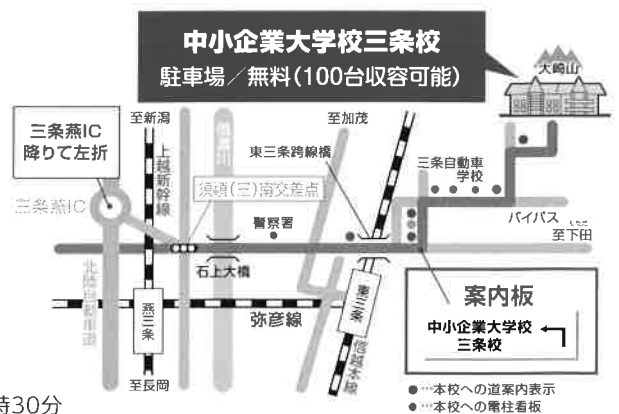 中小企業大学校三条校
駐車場／無料(100台収容可能)
大崎山
三条燕IC
降りて左折
至新潟
至加茂
上越新幹線
東三条跨線橋
三条自動車
学校
三条燕IC
須頃(三)南交差点
警察署
バイパス
至下田
石上大橋
北陸自動車道
燕三条
弥彦線
東三条
信越本線
至長岡
案内板
中小企業大学校
三条校
●…本校への道案内表示
●…本校への電柱看板
時30分